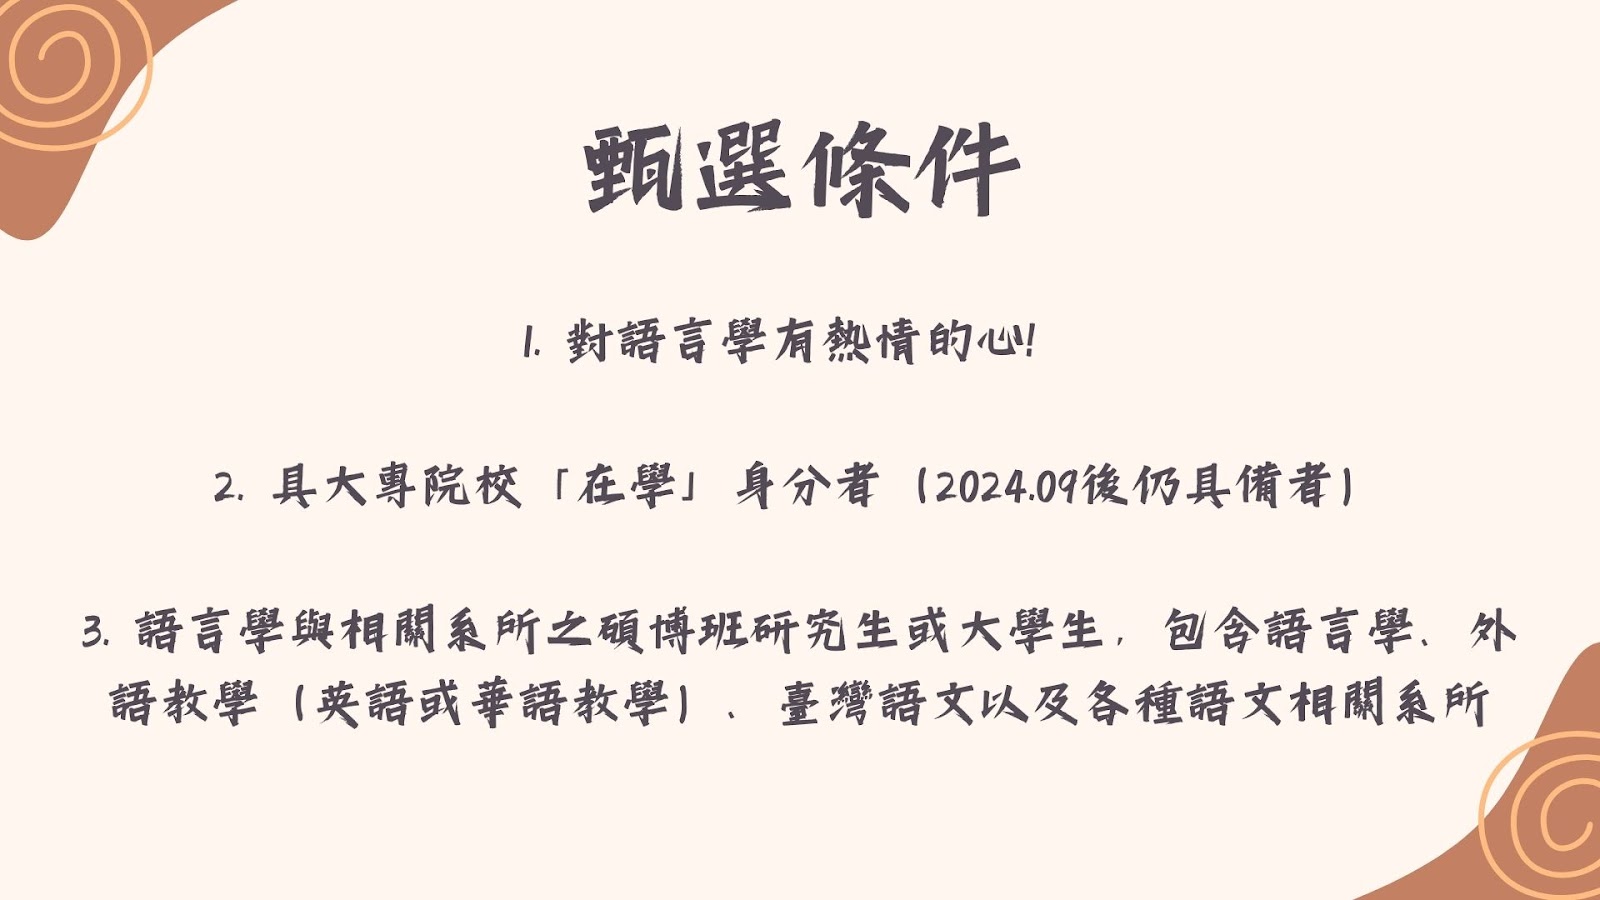 甄選條件
1. 對語言學有熱情的心!
2. 具大專院校「在學」身分者（2024.09後仍具備者）
3. 語言學與相關系所之碩博班研究生或大學生，包含語言學、外
語教學（英語或華語教學）、臺灣語文以及各種語文相關系所